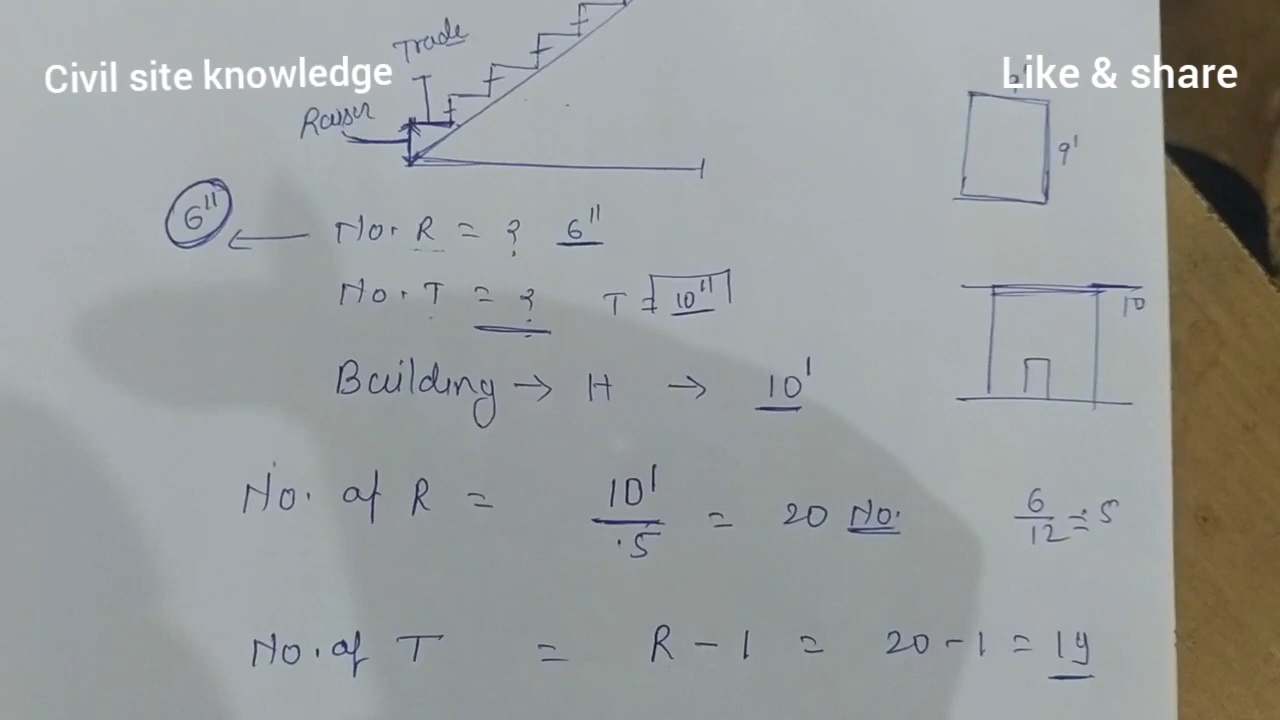 Civil site knowledge
Like & share
Trade
Raiser
9'
6"
No. R = ? 6"
No. T = ? T = 10"
10
Building → H → 10'
No. of R = 10' / .5 = 20 No.
6 / 12 = .5
No. of T = R - 1 = 20 - 1 = 19